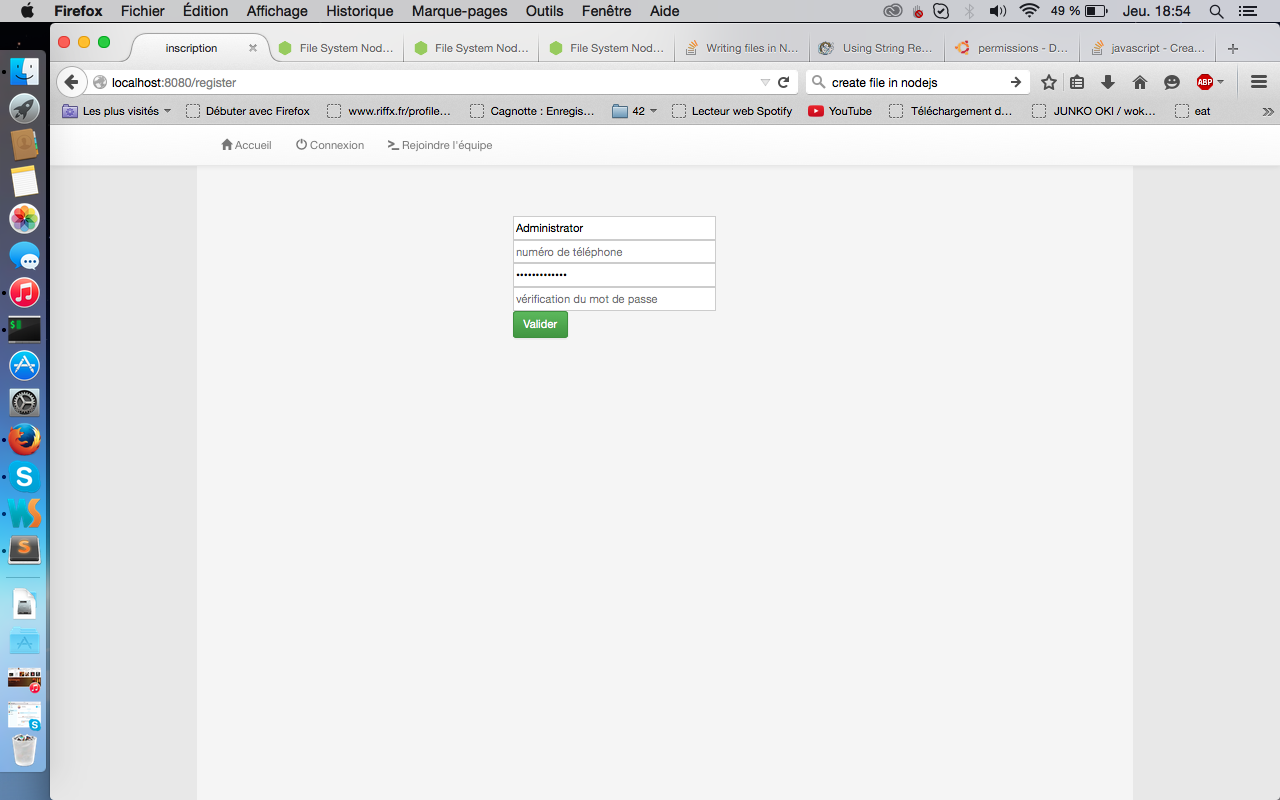 Firefox Fichier Édition Affichage Historique Marque-pages Outils Fenêtre Aide 49 % Jeu. 18:54
inscription File System Nod... File System Nod... File System Nod... Writing files in N... Using String Re... permissions - D... javascript - Crea...
localhost:8080/register create file in nodejs ABP
Les plus visités Débuter avec Firefox www.riffx.fr/profile... Cagnotte : Enregis... 42 Lecteur web Spotify YouTube Téléchargement d... JUNKO OKI / wok... eat
Accueil Connexion Rejoindre l'équipe
Administrator
numéro de téléphone
•••••••••••••
vérification du mot de passe
Valider